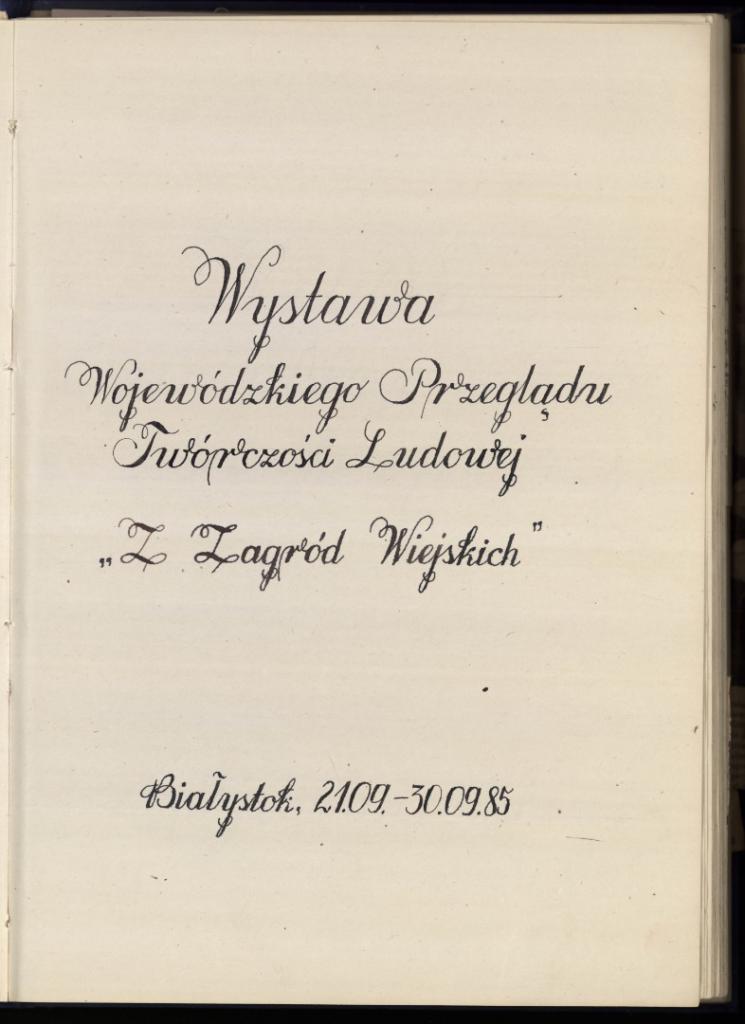 Wystawa
Wojewódzkiego Przeglądu
Twórczości Ludowej
„Z Zagród Wiejskich”
Białystok, 21.09.-30.09.85